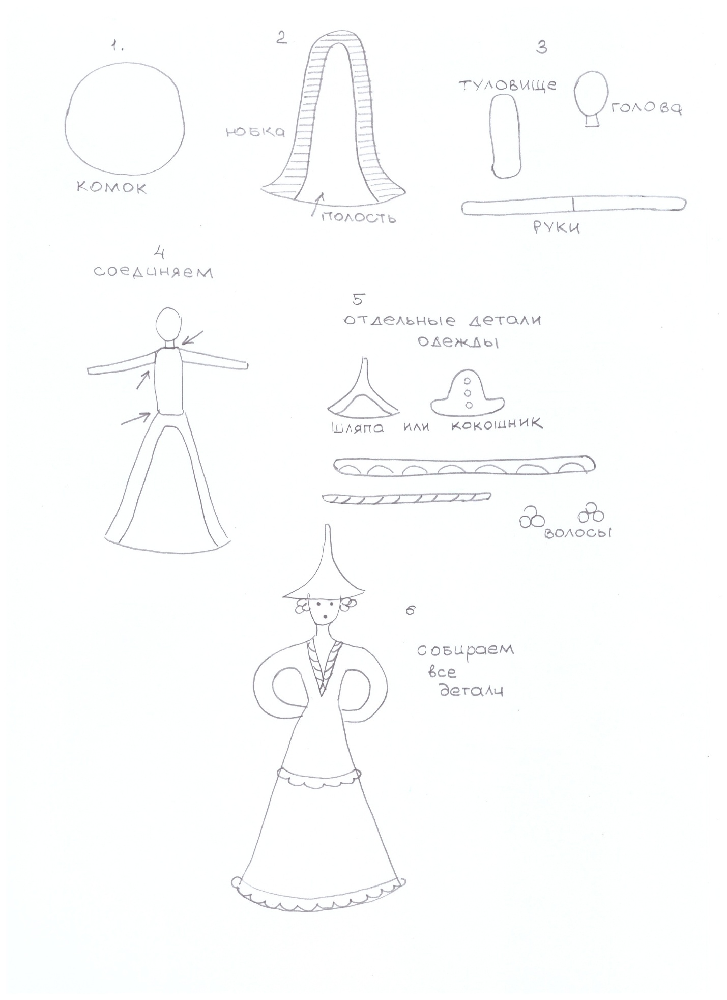 1.
комок
2
юбка
полость
3
туловище
голова
руки
4
соединяем
5
отдельные детали
одежды
шляпа или кокошник
волосы
6
собираем
все
детали